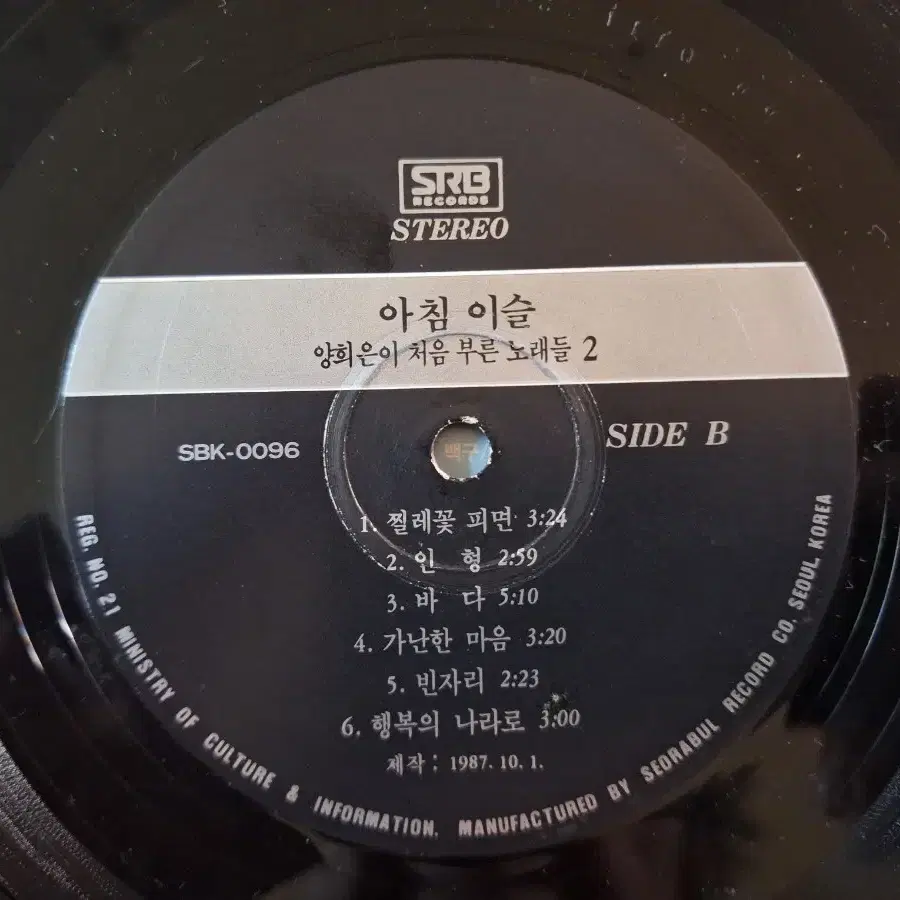 SRB
RECORDS
STEREO
아침 이슬
양희은이 처음 부른 노래들 2
SBK-0096
SIDE B
백구
1. 찔레꽃 피면 3:24
2. 인 형 2:59
3. 바 다 5:10
4. 가난한 마음 3:20
5. 빈자리 2:23
6. 행복의 나라로 3:00
제작 : 1987. 10. 1.
REG. NO. 21 MINISTRY OF CULTURE & INFORMATION. MANUFACTURED BY SEORABUL RECORD CO. SEOUL KOREA